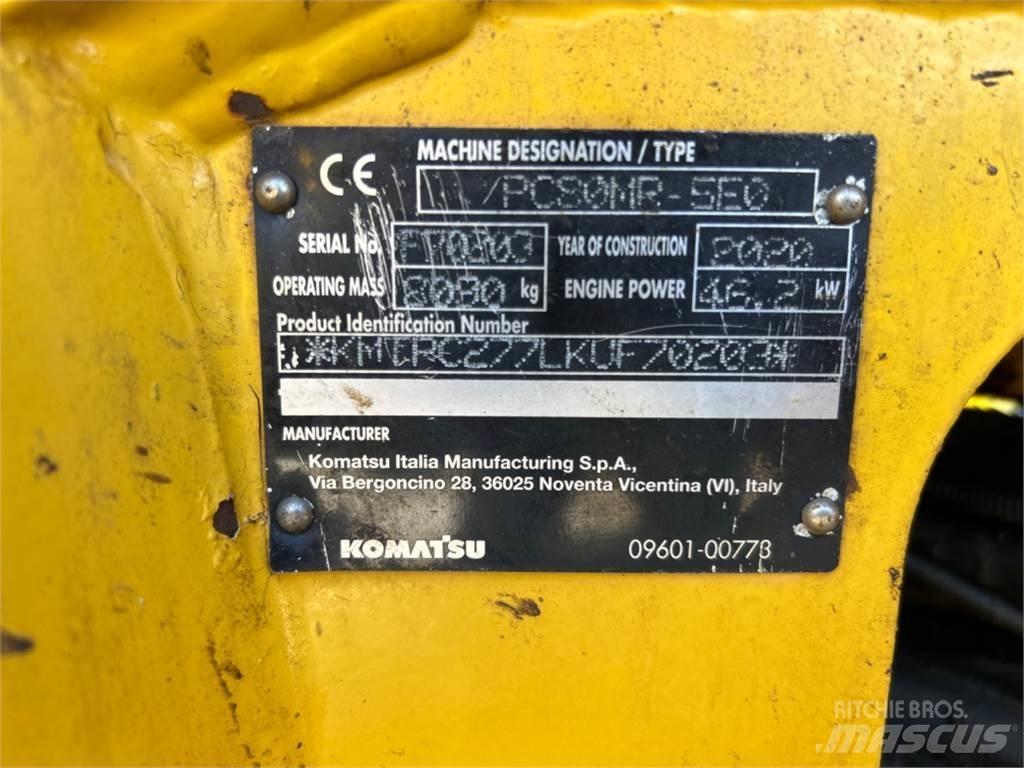 CE
MACHINE DESIGNATION / TYPE
PC80MR-5E0
SERIAL No. F70203 YEAR OF CONSTRUCTION 2020
OPERATING MASS 8080 kg ENGINE POWER 46.2 kW
Product Identification Number
*KMTRC277LKUF70203*
MANUFACTURER
Komatsu Italia Manufacturing S.p.A.,
Via Bergoncino 28, 36025 Noventa Vicentina (VI), Italy
KOMATSU 09601-00773
RITCHIE BROS.
MASCUS